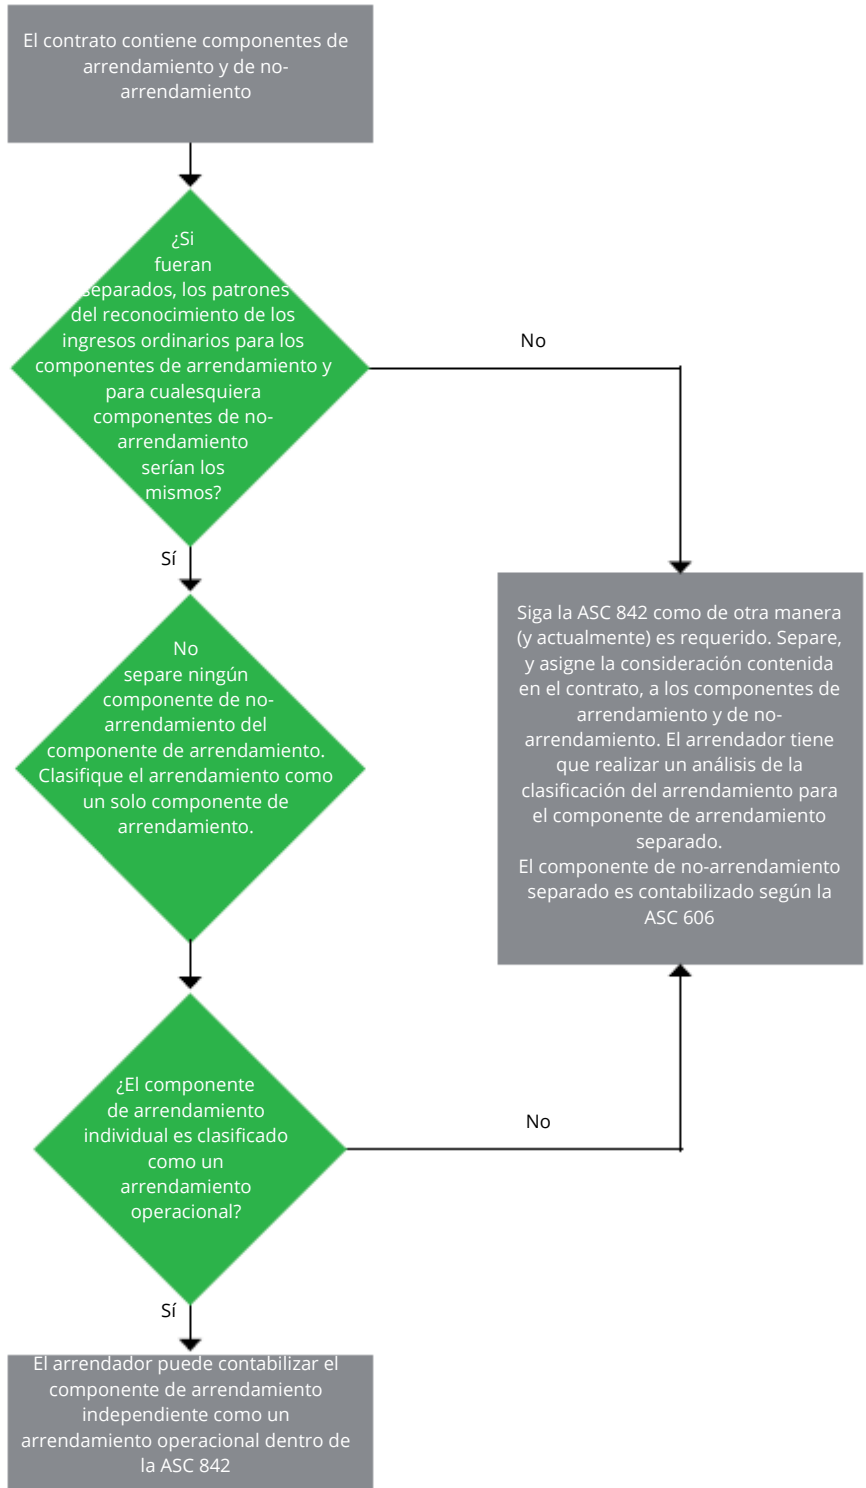 El contrato contiene componentes de
arrendamiento y de no-
arrendamiento
¿Si
fueran
separados, los patrones
del reconocimiento de los
ingresos ordinarios para los
componentes de arrendamiento y
para cualesquiera
componentes de no-
arrendamiento
serían los
mismos?
No
Sí
No
separe ningún
componente de no-
arrendamiento del
componente de arrendamiento.
Clasifique el arrendamiento como
un solo componente de
arrendamiento.
Siga la ASC 842 como de otra manera
(y actualmente) es requerido. Separe,
y asigne la consideración contenida
en el contrato, a los componentes de
arrendamiento y de no-
arrendamiento. El arrendador tiene
que realizar un análisis de la
clasificación del arrendamiento para
el componente de arrendamiento
separado.
El componente de no-arrendamiento
separado es contabilizado según la
ASC 606
¿El componente
de arrendamiento
individual es clasificado
como un
arrendamiento
operacional?
No
Sí
El arrendador puede contabilizar el
componente de arrendamiento
independiente como un
arrendamiento operacional dentro de
la ASC 842